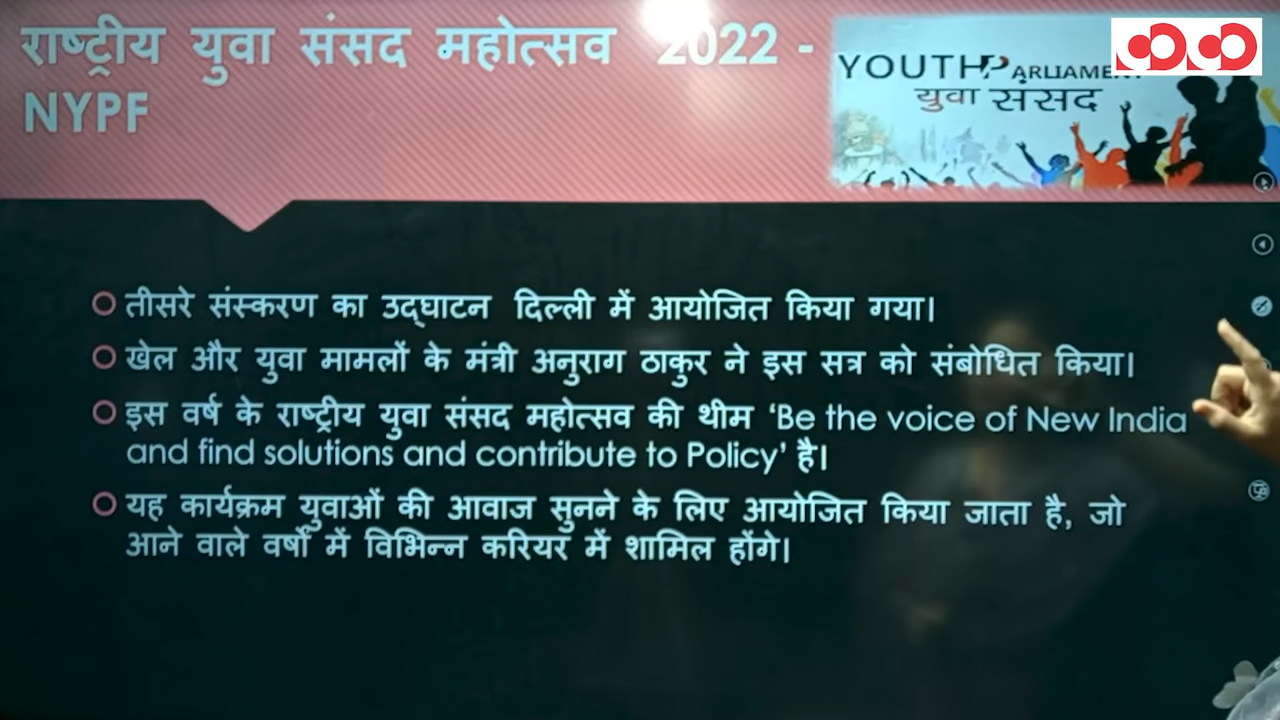 राष्ट्रीय युवा संसद महोत्सव 2022 -
NYPF
YOUTH PARLIAMENT
युवा संसद
तीसरे संस्करण का उद्घाटन दिल्ली में आयोजित किया गया।
खेल और युवा मामलों के मंत्री अनुराग ठाकुर ने इस सत्र को संबोधित किया।
इस वर्ष के राष्ट्रीय युवा संसद महोत्सव की थीम ‘Be the voice of New India
and find solutions and contribute to Policy’ है।
यह कार्यक्रम युवाओं की आवाज सुनने के लिए आयोजित किया जाता है, जो
आने वाले वर्षों में विभिन्न करियर में शामिल होंगे।